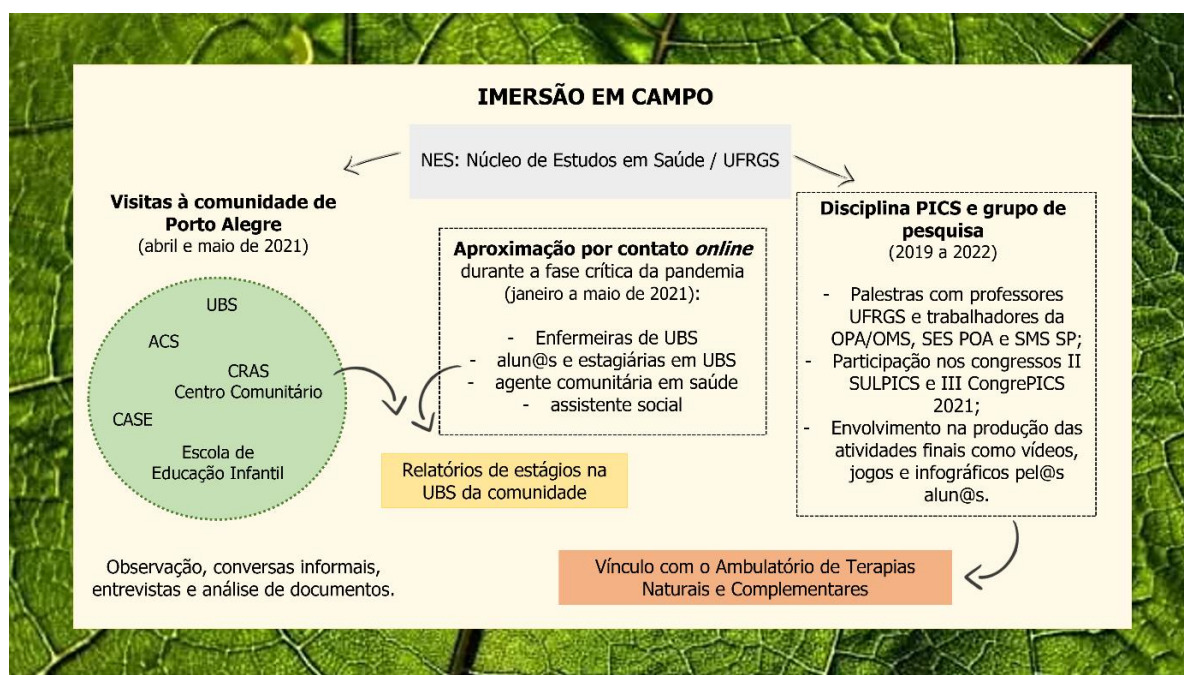 IMERSÃO EM CAMPO
NES: Núcleo de Estudos em Saúde / UFRGS
Visitas à comunidade de
Porto Alegre
(abril e maio de 2021)
UBS
ACS
CRAS
Centro Comunitário
CASE
Escola de
Educação Infantil
Observação, conversas informais,
entrevistas e análise de documentos.
Aproximação por contato online
durante a fase crítica da pandemia
(janeiro a maio de 2021):
- Enfermeiras de UBS
- alun@s e estagiárias em UBS
- agente comunitária em saúde
- assistente social
Relatórios de estágios na
UBS da comunidade
Disciplina PICS e grupo de
pesquisa
(2019 a 2022)
- Palestras com professores
UFRGS e trabalhadores da
OPA/OMS, SES POA e SMS SP;
- Participação nos congressos II
SULPICS e III CongrePICS
2021;
- Envolvimento na produção das
atividades finais como vídeos,
jogos e infográficos pel@s
alun@s.
Vínculo com o Ambulatório de Terapias
Naturais e Complementares